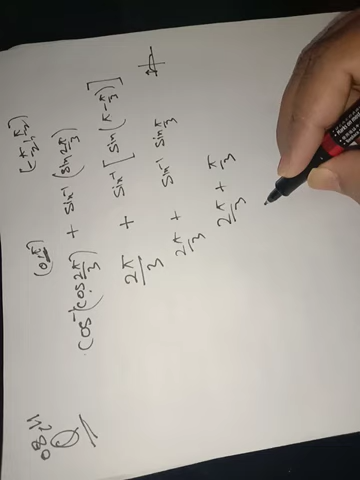 (0, π) [-π/2, π/2]
cos⁻¹(cos 2π/3) + sin⁻¹(sin 2π/3)
2π/3 + sin⁻¹[sin(π - π/3)]
2π/3 + sin⁻¹ sin π/3
2π/3 + π/3